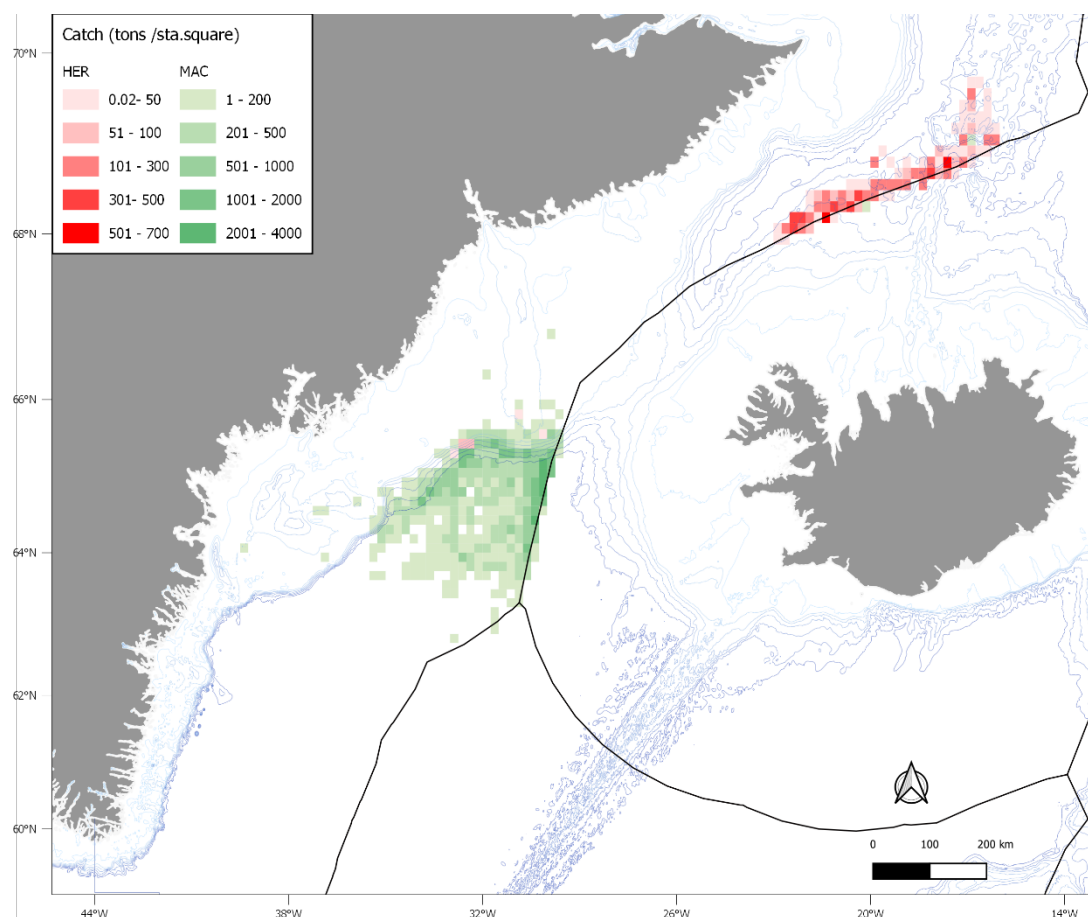 Catch (tons /sta.square)
HER MAC
0.02- 50 1 - 200
51 - 100 201 - 500
101 - 300 501 - 1000
301- 500 1001 - 2000
501 - 700 2001 - 4000
70°N
68°N
66°N
64°N
62°N
60°N
0 100 200 km
44°W 38°W 32°W 26°W 20°W 14°W